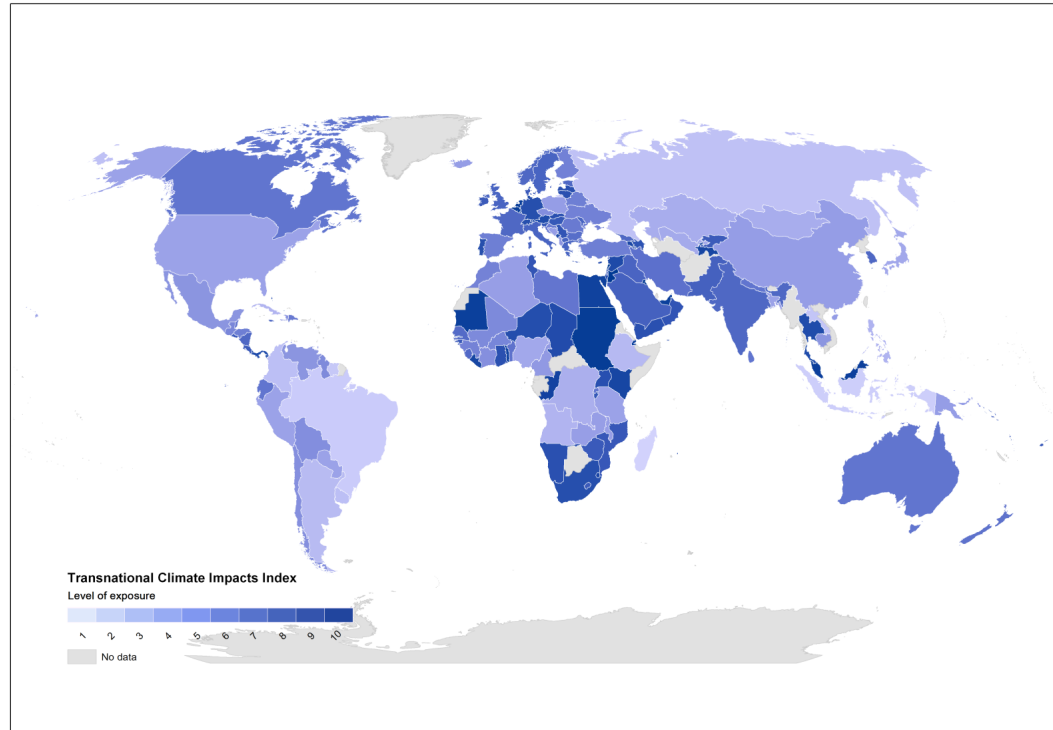 Transnational Climate Impacts Index
Level of exposure
1 2 3 4 5 6 7 8 9 10
No data